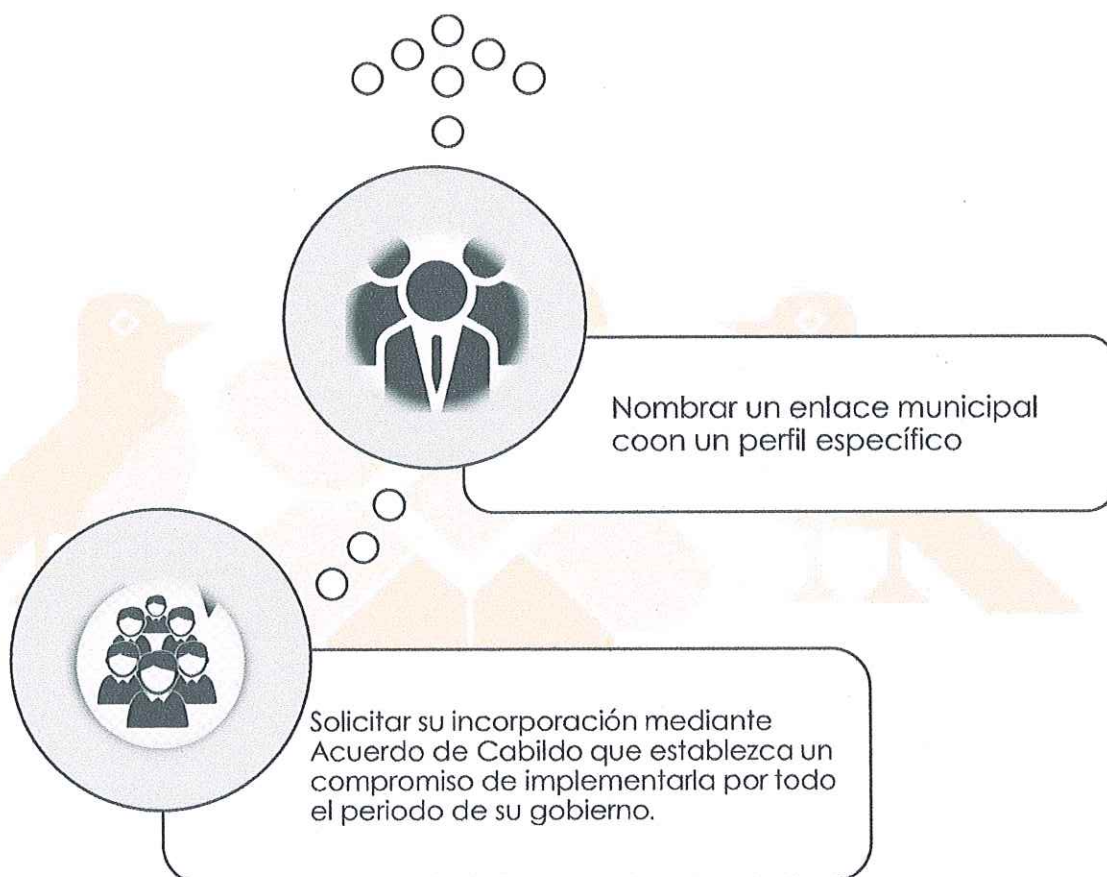 Nombrar un enlace municipal
coon un perfil específico
Solicitar su incorporación mediante
Acuerdo de Cabildo que establezca un
compromiso de implementarla por todo
el periodo de su gobierno.